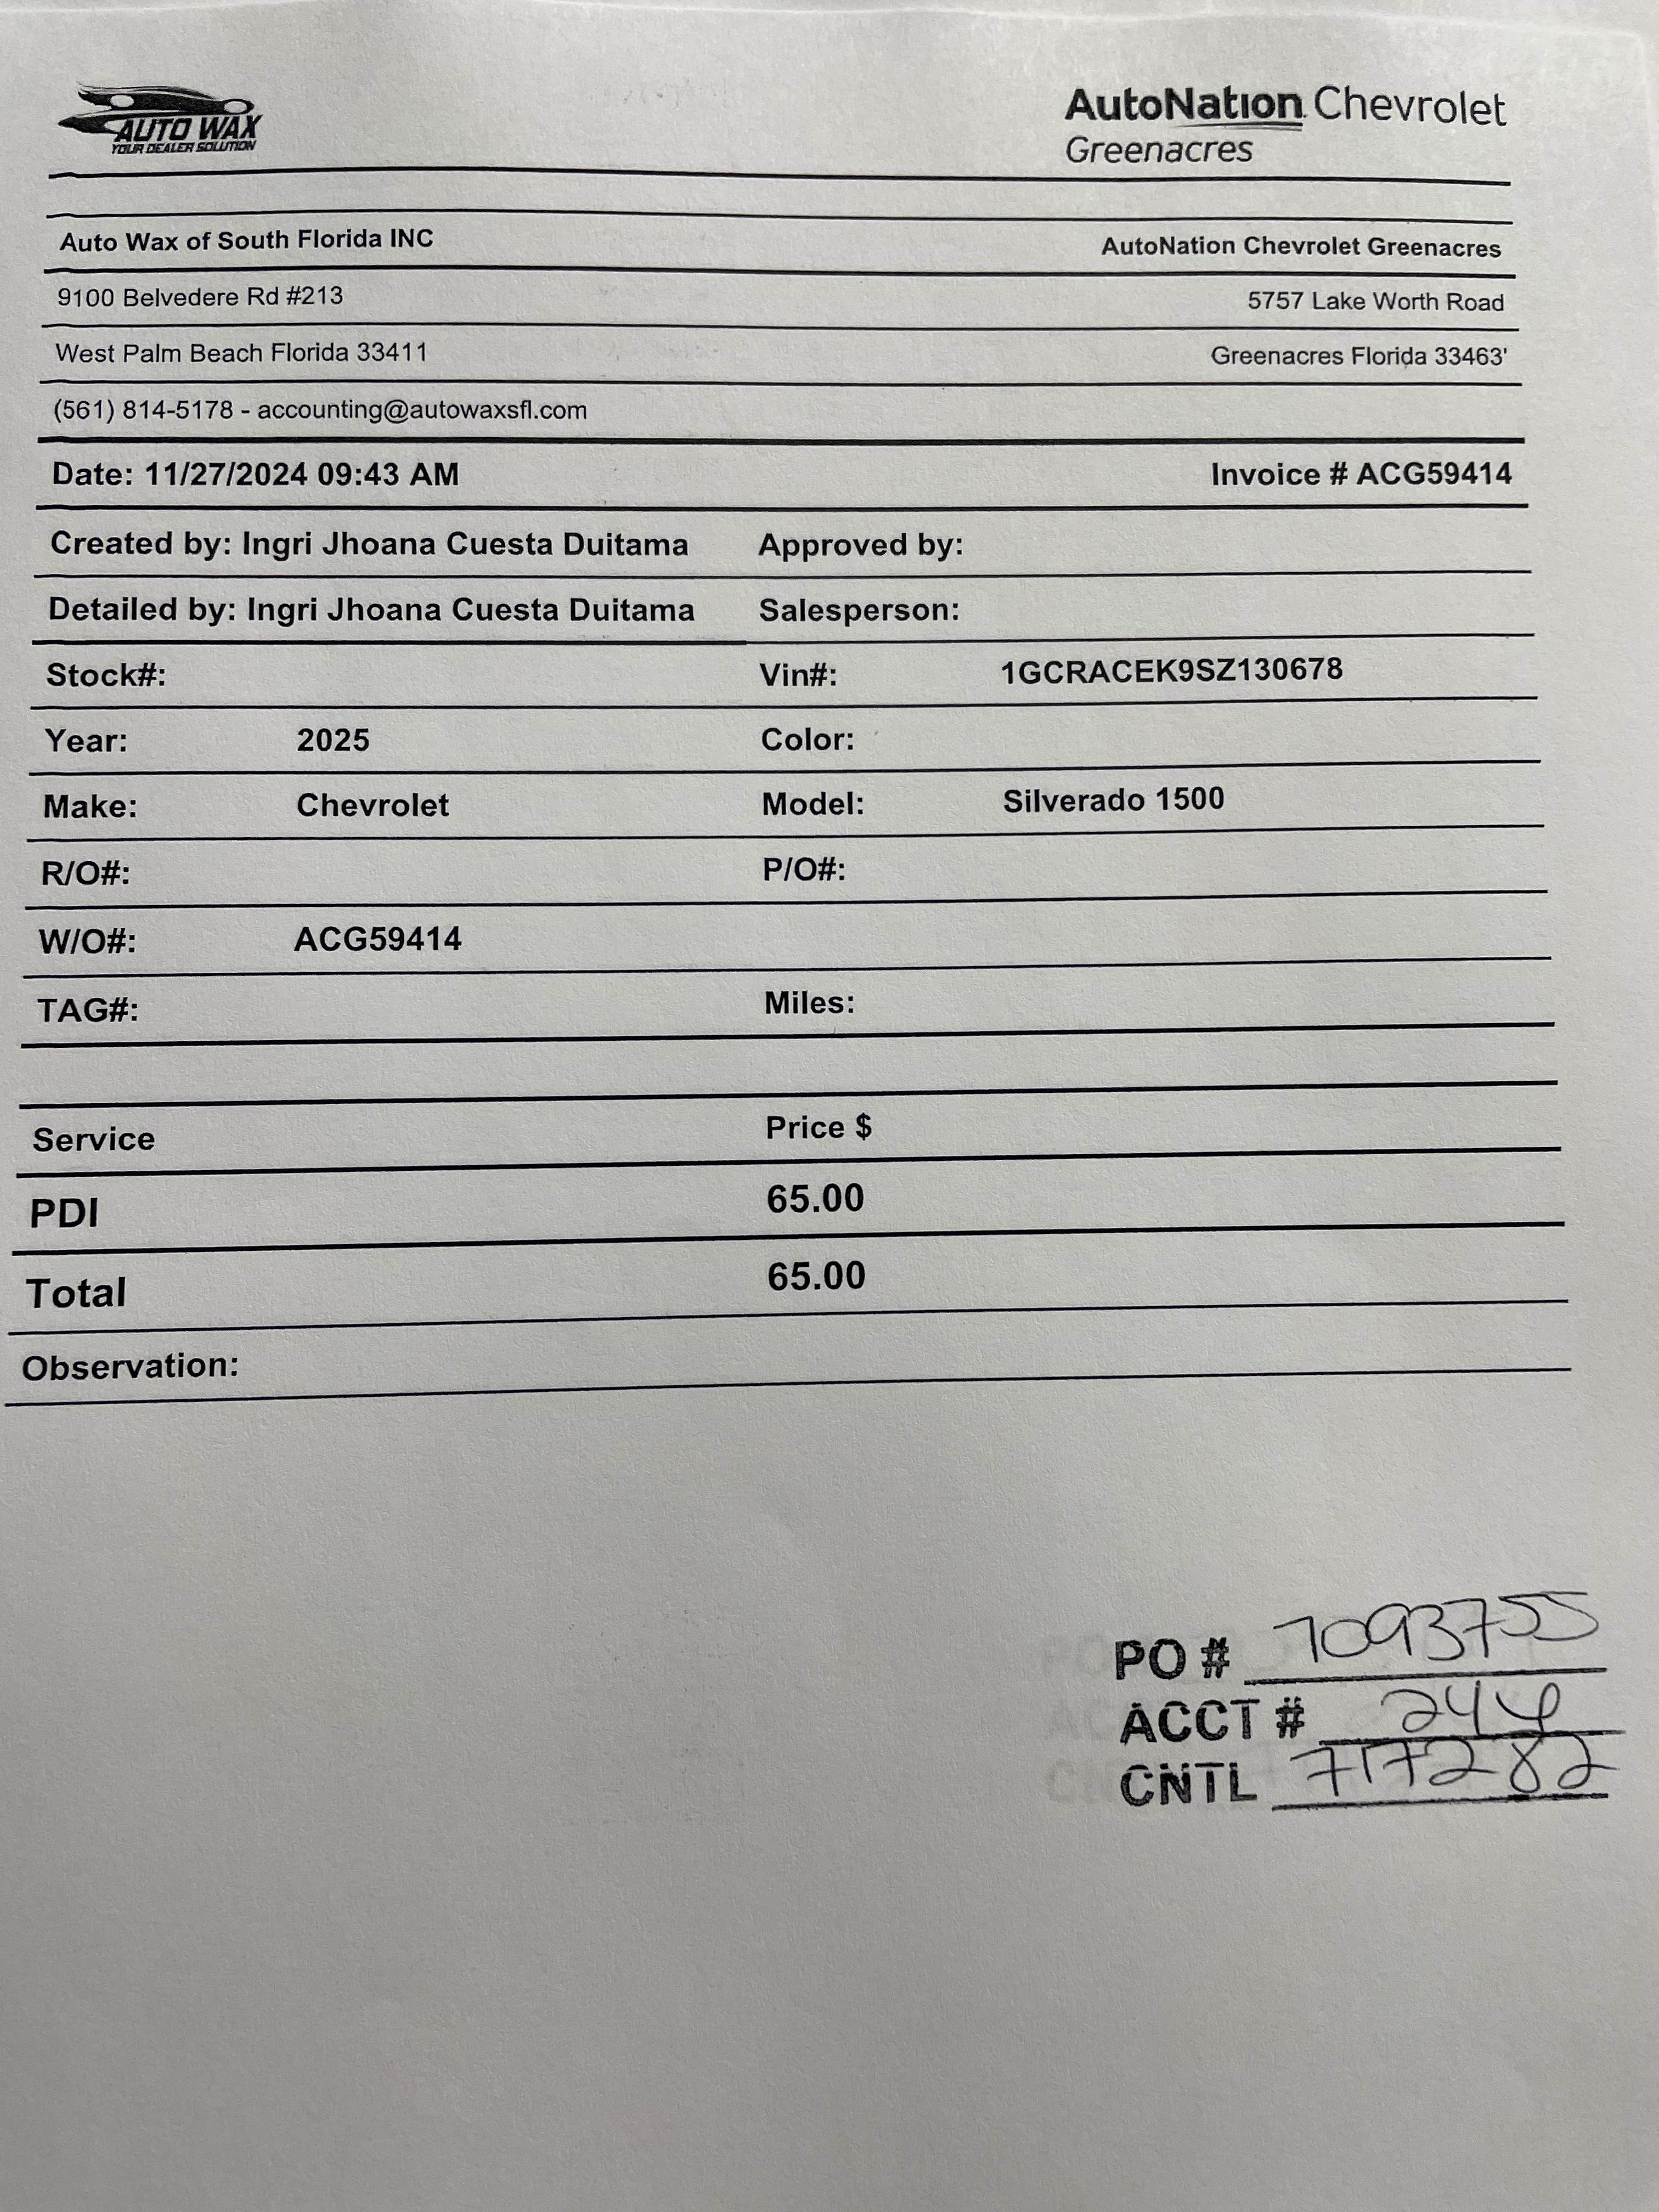 AUTO WAX
YOUR DEALER SOLUTION
AutoNation Chevrolet
Greenacres
Auto Wax of South Florida INC
AutoNation Chevrolet Greenacres
9100 Belvedere Rd #213
5757 Lake Worth Road
West Palm Beach Florida 33411
Greenacres Florida 33463'
(561) 814-5178 - accounting@autowaxsfl.com
Date: 11/27/2024 09:43 AM
Invoice # ACG59414
Created by: Ingri Jhoana Cuesta Duitama Approved by:
Detailed by: Ingri Jhoana Cuesta Duitama Salesperson:
Stock#: Vin#: 1GCRACEK9SZ130678
Year: 2025 Color:
Make: Chevrolet Model: Silverado 1500
R/O#: P/O#:
W/O#: ACG59414
TAG#: Miles:
Service Price $
PDI 65.00
Total 65.00
Observation:
PO # 7093755
ACCT #
CNTL 717282